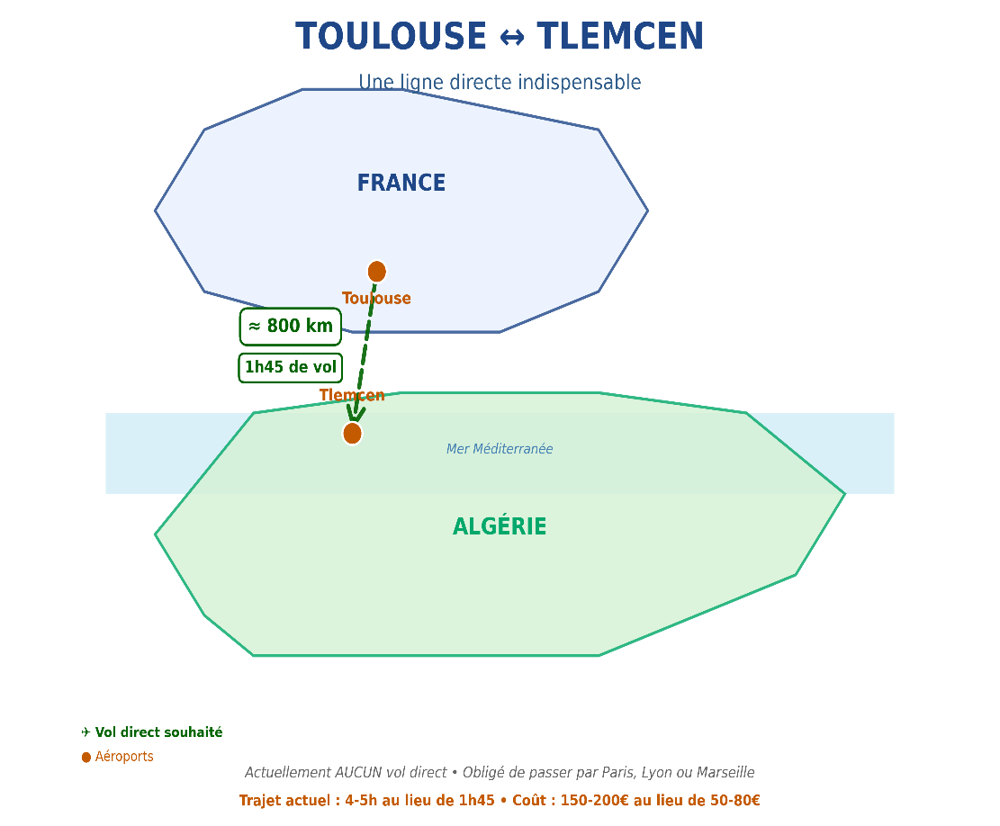 TOULOUSE ↔ TLEMCEN
Une ligne directe indispensable
FRANCE
Toulouse
≈ 800 km
1h45 de vol
Tlemcen
Mer Méditerranée
ALGÉRIE
✈ Vol direct souhaité
● Aéroports
Actuellement AUCUN vol direct • Obligé de passer par Paris, Lyon ou Marseille
Trajet actuel : 4-5h au lieu de 1h45 • Coût : 150-200€ au lieu de 50-80€